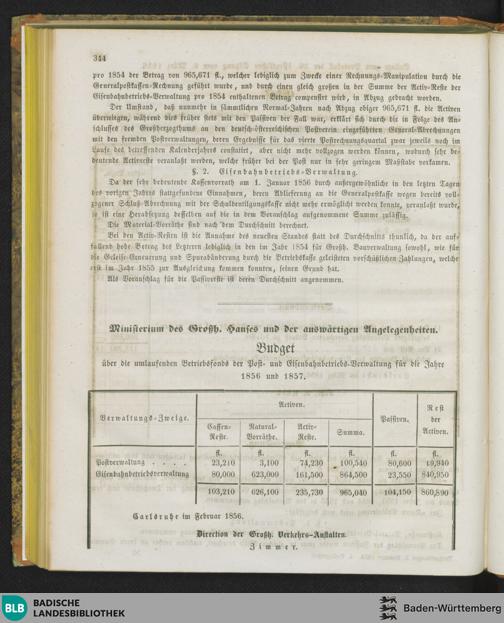 344
pro 1854 der Betrag von 965,671 fl., welcher lediglich zum Zwecke einer Rechnungs-Manipulation durch die
Generalpostkassen-Rechnung geführt wurde, und durch einen gleich großen in der Summe der Activ-Reste der
Eisenbahnbetriebs-Verwaltung pro 1854 enthaltenen Betrag compensirt wird, in Abzug gebracht worden.
Der Umstand, daß nunmehr in sämmtlichen Normal-Jahren nach Abzug obiger 965,671 fl. die Activen
überwiegen, während dies früher stets mit den Passiven der Fall war, erklärt sich durch die in Folge des An-
schlusses des Großherzogthums an den deutsch-österreichischen Postverein eingeführten General-Abrechnungen
mit den fremden Postverwaltungen, deren Ergebnisse für das vierte Postrechnungsquartal zwar jeweils noch im
Laufe des betreffenden Kalenderjahres constatirt, aber nicht mehr vollzogen werden können, wodurch sehr be-
deutende Activreste veranlaßt werden, welche früher bei der Post nur in sehr geringem Maßstabe vorkamen.
§. 2. Eisenbahnbetriebs-Verwaltung.
Da der sehr bedeutende Kassenvorrath am 1. Januar 1856 durch außergewöhnliche in den letzten Tagen
des vorigen Jahres stattgefundene Einnahmen, deren Ablieferung an die Generalpostkasse wegen bereits voll-
zogener Schluß-Abrechnung mit der Schuldentilgungskasse nicht mehr ermöglicht werden konnte, veranlaßt wurde,
so ist eine Herabsetzung desselben auf die in dem Voranschlag aufgenommene Summe zulässig.
Die Material-Vorräthe sind nach dem Durchschnitt berechnet.
Bei den Activ-Resten ist die Annahme des neuesten Standes statt des Durchschnitts thunlich, da der auf-
fallend hohe Betrag des Letztern lediglich in den im Jahr 1854 für Großh. Bauverwaltung sowohl, wie für
die Geleise-Erneuerung und Spurabänderung durch die Betriebskasse geleisteten vorschüßlichen Zahlungen, welche
erst im Jahr 1855 zur Ausgleichung kommen konnten, seinen Grund hat.
Als Voranschlag für die Passivreste ist deren Durchschnitt angenommen.
Ministerium des Großh. Hauses und der auswärtigen Angelegenheiten.
Budget
über die umlaufenden Betriebsfonds der Post- und Eisenbahnbetriebs-Verwaltung für die Jahre
1856 und 1857.
Verwaltungs-Zweige. Activen. Passiven. Rest der Activen.
Cassen-Reste. Natural-Vorräthe. Activ-Reste. Summa.
fl. fl. fl. fl. fl. fl.
Postverwaltung . . . . 23,210 3,100 74,230 100,540 80,600 19,940
Eisenbahnbetriebsverwaltung 80,000 623,000 161,500 864,500 23,550 840,950
103,210 626,100 235,730 965,040 104,150 860,890
Carlsruhe im Februar 1856.
Direction der Großh. Verkehrs-Anstalten.
Zimmer.
BLB BADISCHE
LANDESBIBLIOTHEK
Baden-Württemberg